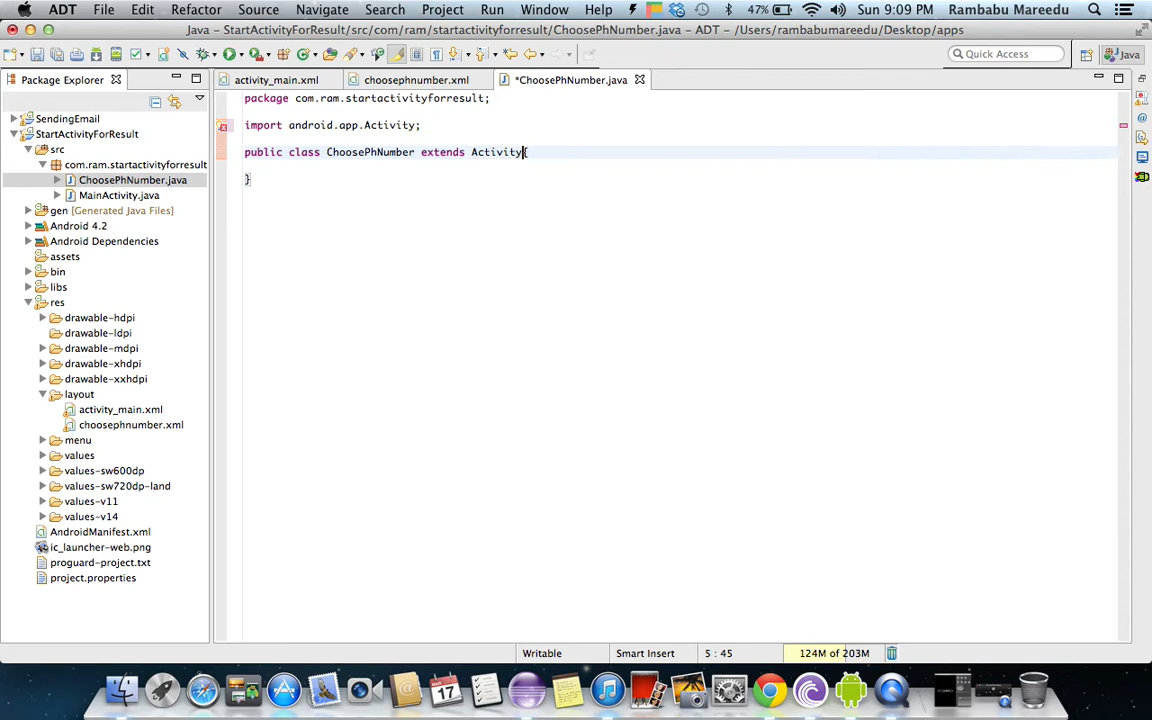 ADT File Edit Refactor Source Navigate Search Project Run Window Help 47% Sun 9:09 PM Rambabu Mareedu
Java - StartActivityForResult/src/com/ram/startactivityforresult/ChoosePhNumber.java - ADT - /Users/rambabumareedu/Desktop/apps
Search Java
Package Explorer
activity_main.xml choosephnumber.xml *ChoosePhNumber.java
SendingEmail
StartActivityForResult
src
com.ram.startactivityforresult
ChoosePhNumber.java
MainActivity.java
gen [Generated Java Files]
Android 4.2
Android Dependencies
assets
bin
libs
res
drawable-hdpi
drawable-ldpi
drawable-mdpi
drawable-xhdpi
drawable-xxhdpi
layout
activity_main.xml
choosephnumber.xml
menu
values
values-sw600dp
values-sw720dp-land
values-v11
values-v14
AndroidManifest.xml
ic_launcher-web.png
proguard-project.txt
project.properties
package com.ram.startactivityforresult;
import android.app.Activity;
public class ChoosePhNumber extends Activity{
}
Writable Smart Insert 5 : 45 124M of 203M
17